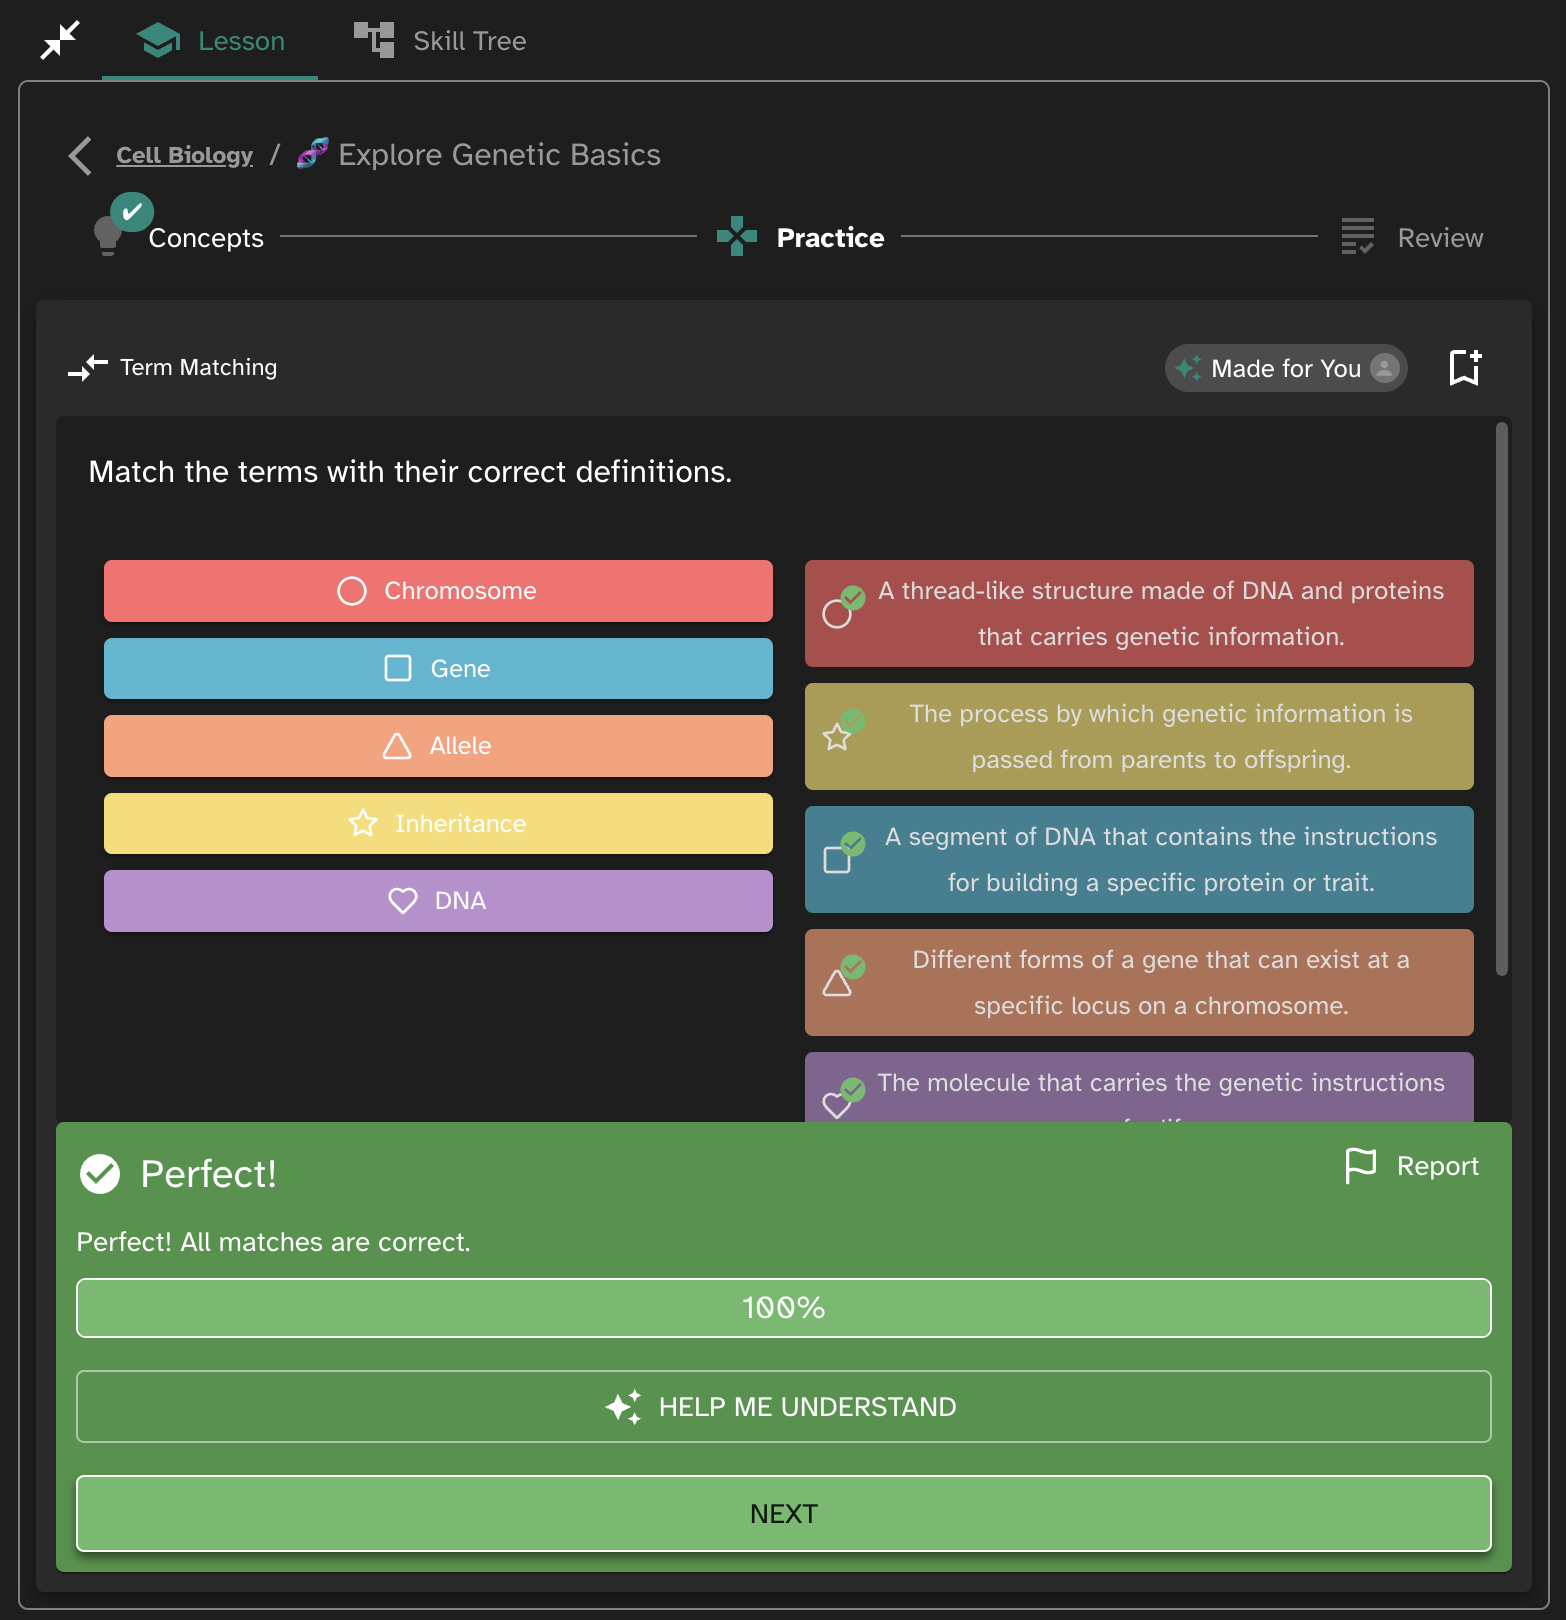 Lesson
Skill Tree
Cell Biology / Explore Genetic Basics
Concepts
Practice
Review
Term Matching
Made for You
Match the terms with their correct definitions.
Chromosome
Gene
Allele
Inheritance
DNA
A thread-like structure made of DNA and proteins
that carries genetic information.
The process by which genetic information is
passed from parents to offspring.
A segment of DNA that contains the instructions
for building a specific protein or trait.
Different forms of a gene that can exist at a
specific locus on a chromosome.
The molecule that carries the genetic instructions
Perfect!
Report
Perfect! All matches are correct.
100%
HELP ME UNDERSTAND
NEXT